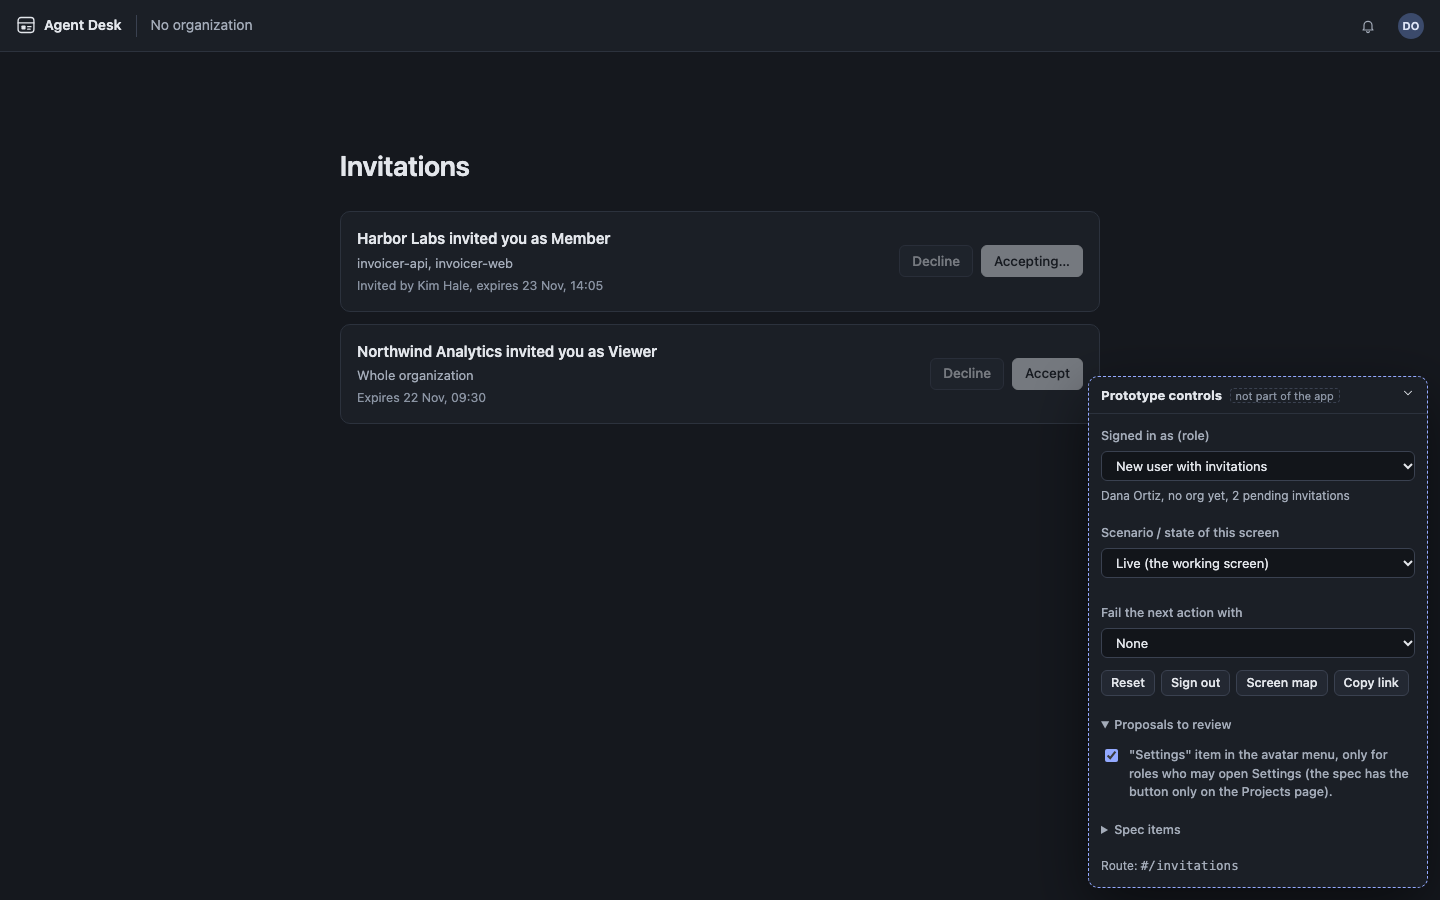 Agent Desk
No organization
DO
Invitations
Harbor Labs invited you as Member
invoicer-api, invoicer-web
Invited by Kim Hale, expires 23 Nov, 14:05
Decline
Accepting...
Northwind Analytics invited you as Viewer
Whole organization
Expires 22 Nov, 09:30
Decline
Accept
Prototype controls
not part of the app
Signed in as (role)
New user with invitations
Dana Ortiz, no org yet, 2 pending invitations
Scenario / state of this screen
Live (the working screen)
Fail the next action with
None
Reset
Sign out
Screen map
Copy link
Proposals to review
"Settings" item in the avatar menu, only for
roles who may open Settings (the spec has the
button only on the Projects page).
Spec items
Route: #/invitations